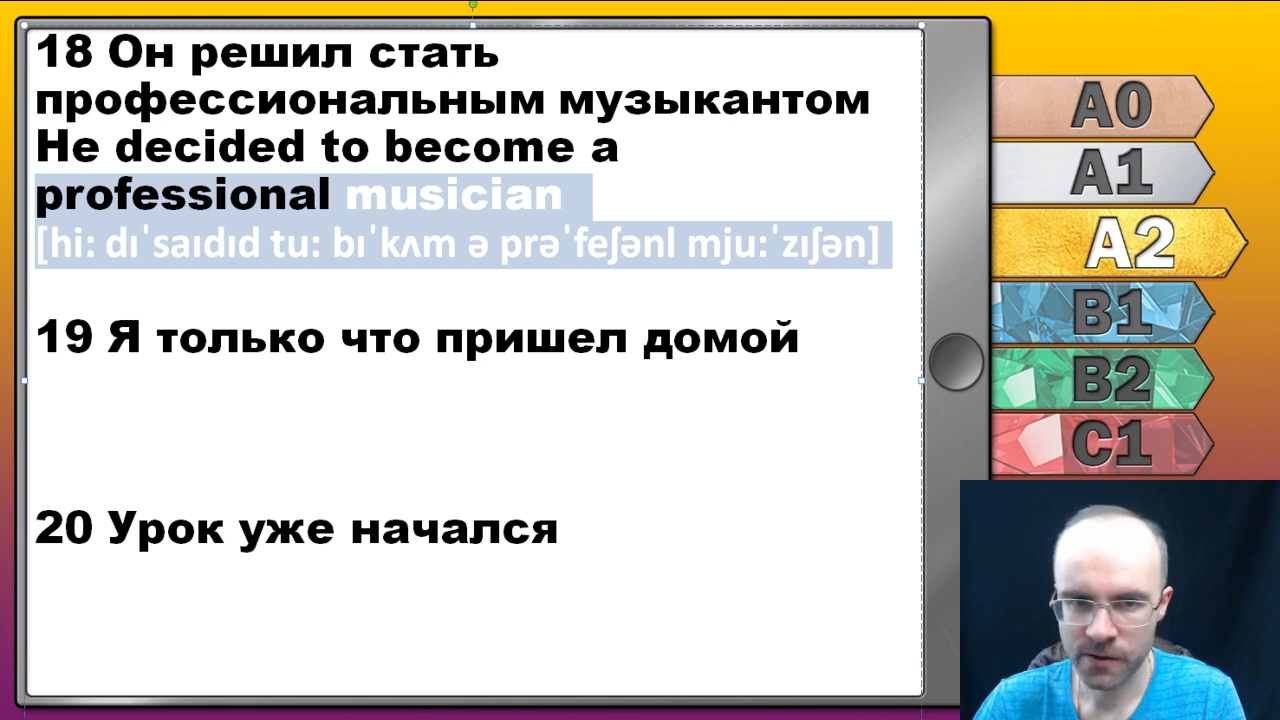 18 Он решил стать
профессиональным музыкантом
He decided to become a
professional musician
[hi: dɪˈsaɪdɪd tu: bɪˈkʌm ə prəˈfeʃənl mju:ˈzɪʃən]
19 Я только что пришел домой
20 Урок уже начался
A0
A1
A2
B1
B2
C1